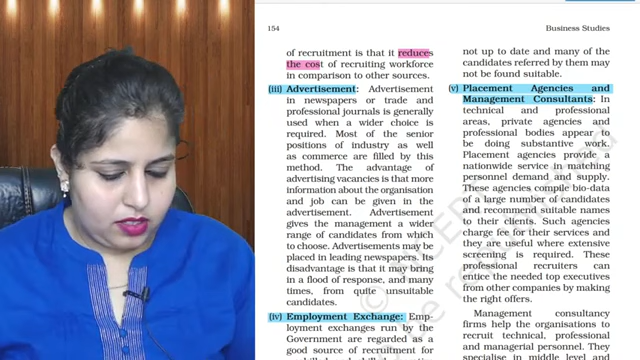 154
Business Studies
of recruitment is that it reduces
the cost of recruiting workforce
in comparison to other sources.
(iii) Advertisement: Advertisement
in newspapers or trade and
professional journals is generally
used when a wider choice is
required. Most of the senior
positions of industry as well
as commerce are filled by this
method. The advantage of
advertising vacancies is that more
information about the organisation
and job can be given in the
advertisement. Advertisement
gives the management a wider
range of candidates from which
to choose. Advertisements may be
placed in leading newspapers. Its
disadvantage is that it may bring
in a flood of response, and many
times, from quite unsuitable
candidates.
(iv) Employment Exchange: Emp-
loyment exchanges run by the
Government are regarded as a
good source of recruitment for
not up to date and many of the
candidates referred by them may
not be found suitable.
(v) Placement Agencies and
Management Consultants: In
technical and professional
areas, private agencies and
professional bodies appear to
be doing substantive work.
Placement agencies provide a
nationwide service in matching
personnel demand and supply.
These agencies compile bio-data
of a large number of candidates
and recommend suitable names
to their clients. Such agencies
charge fee for their services and
they are useful where extensive
screening is required. These
professional recruiters can
entice the needed top executives
from other companies by making
the right offers.
Management consultancy
firms help the organisations to
recruit technical, professional
and managerial personnel. They
specialise in middle level and